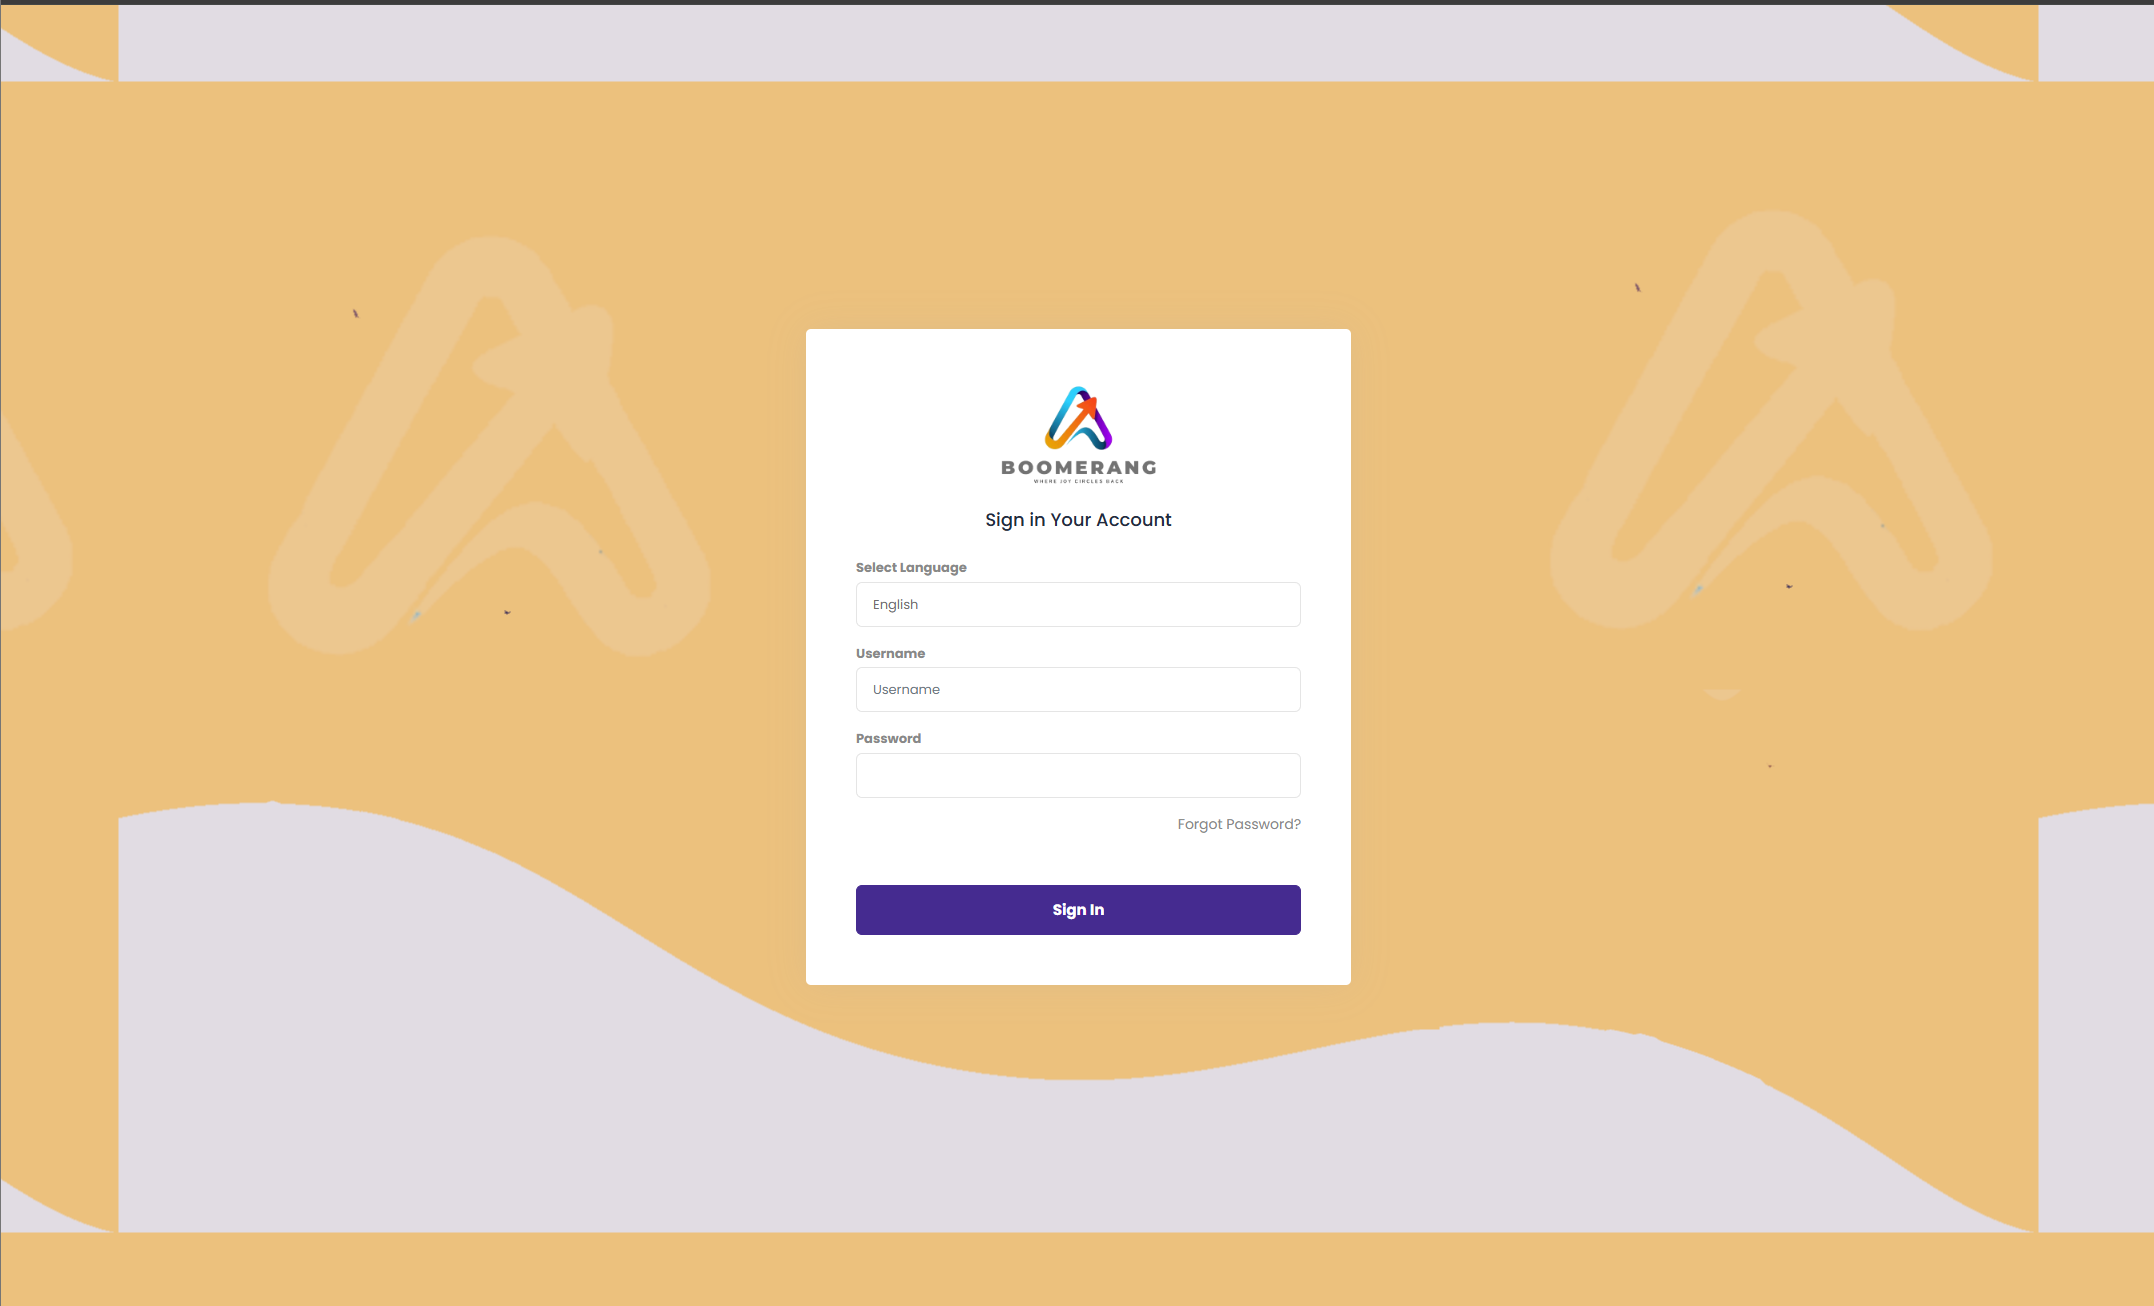 BOOMERANG
WHERE JOY CIRCLES BACK
Sign in Your Account
Select Language
English
Username
Username
Password
Forgot Password?
Sign In